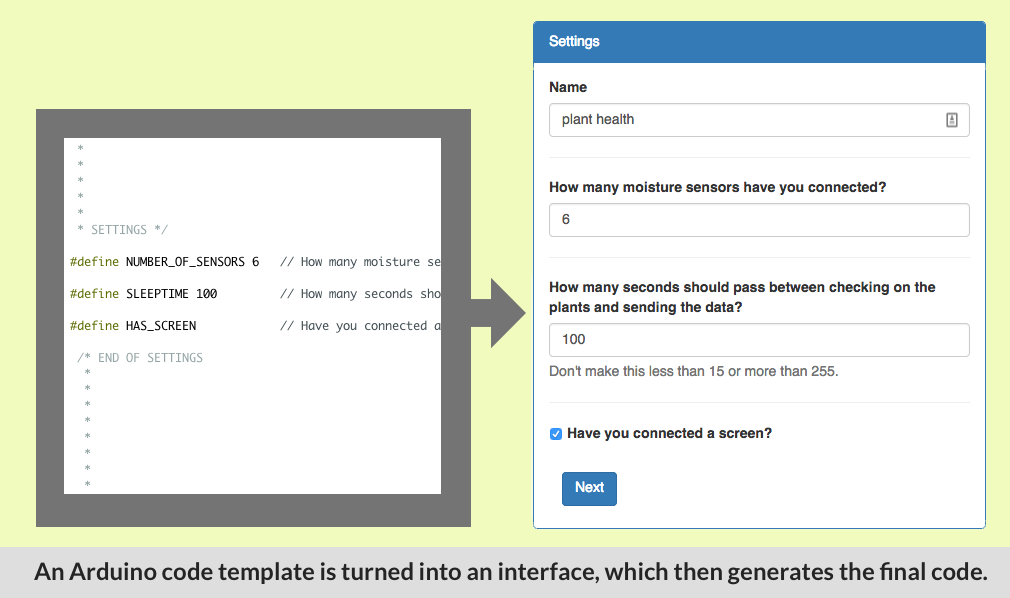 *
*
*
*
*
* SETTINGS */
#define NUMBER_OF_SENSORS 6 // How many moisture se
#define SLEEPTIME 100 // How many seconds sho
#define HAS_SCREEN // Have you connected a
/* END OF SETTINGS
*
*
*
*
*
*
*
*
Settings
Name
plant health
How many moisture sensors have you connected?
6
How many seconds should pass between checking on the
plants and sending the data?
100
Don't make this less than 15 or more than 255.
Have you connected a screen?
Next
An Arduino code template is turned into an interface, which then generates the final code.